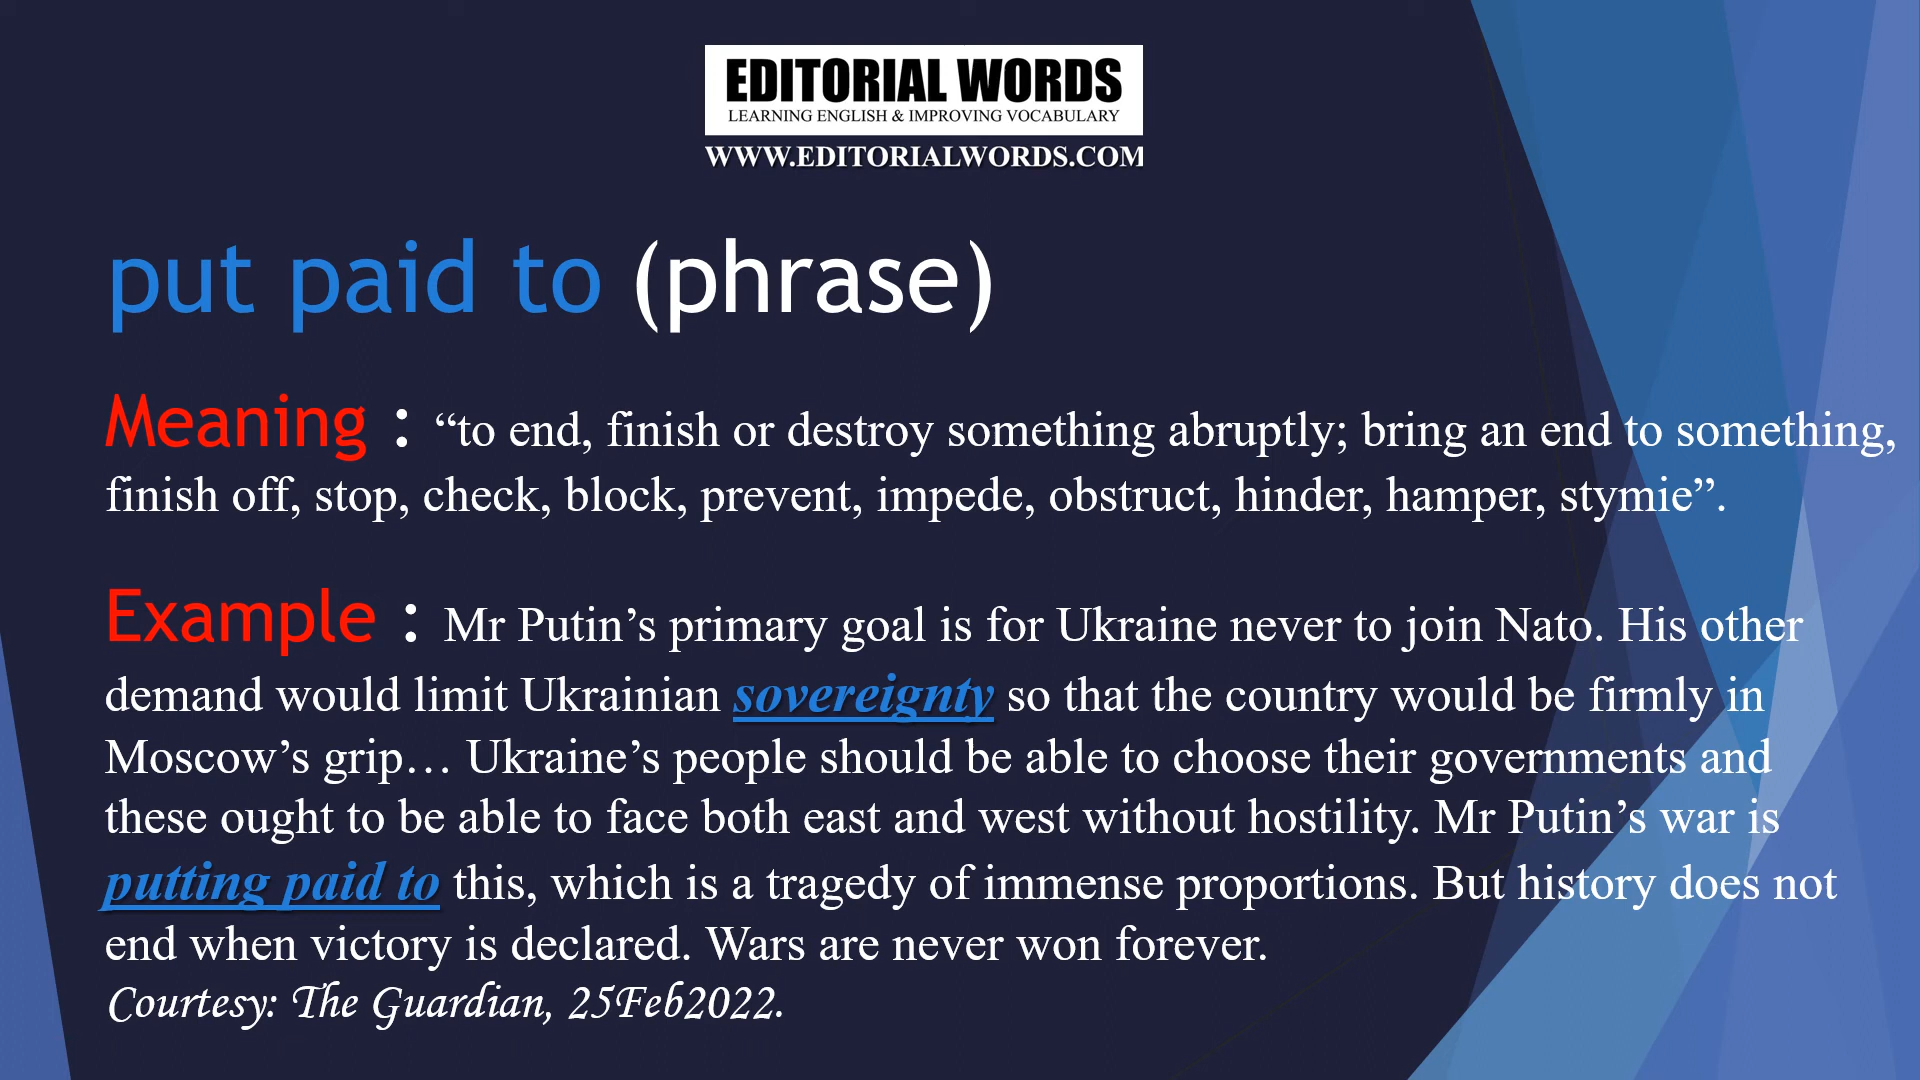 EDITORIAL WORDS
LEARNING ENGLISH & IMPROVING VOCABULARY
WWW.EDITORIALWORDS.COM
put paid to (phrase)
Meaning : “to end, finish or destroy something abruptly; bring an end to something,
finish off, stop, check, block, prevent, impede, obstruct, hinder, hamper, stymie”.
Example : Mr Putin’s primary goal is for Ukraine never to join Nato. His other
demand would limit Ukrainian sovereignty so that the country would be firmly in
Moscow’s grip… Ukraine’s people should be able to choose their governments and
these ought to be able to face both east and west without hostility. Mr Putin’s war is
putting paid to this, which is a tragedy of immense proportions. But history does not
end when victory is declared. Wars are never won forever.
Courtesy: The Guardian, 25Feb2022.